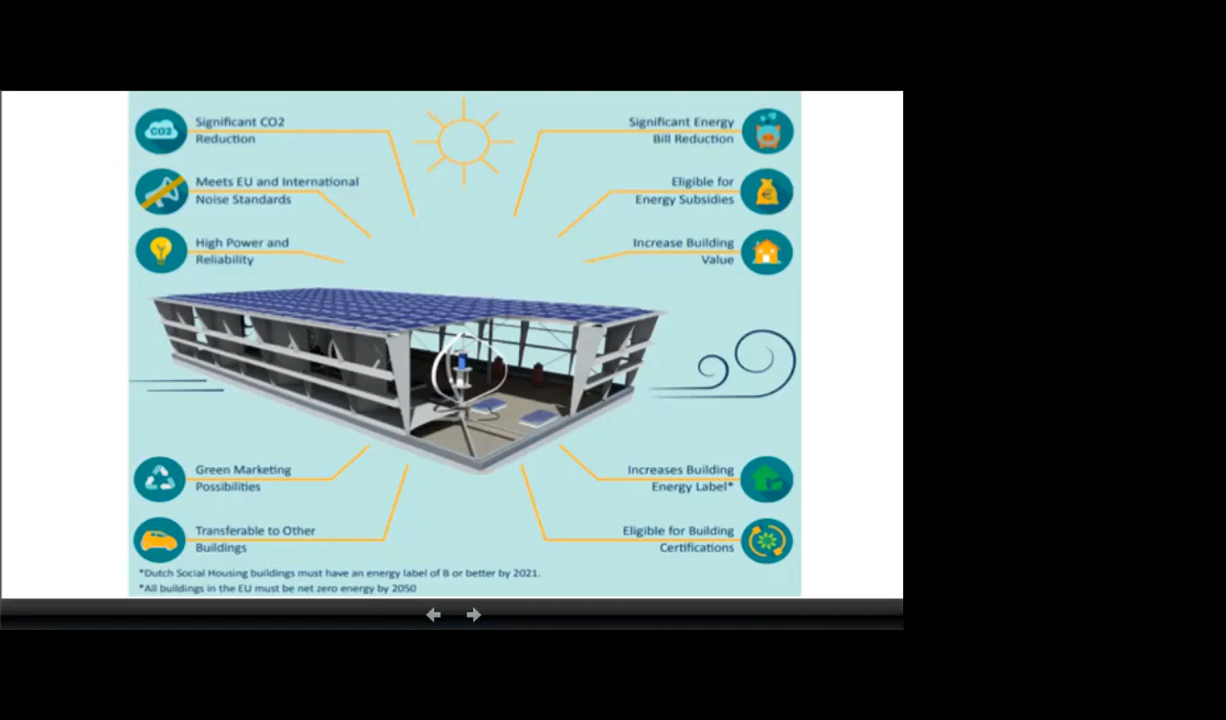 Significant CO2
Reduction
CO2
Significant Energy
Bill Reduction
Meets EU and International
Noise Standards
Eligible for
Energy Subsidies
€
High Power and
Reliability
Increase Building
Value
Green Marketing
Possibilities
Increases Building
Energy Label*
Transferable to Other
Buildings
Eligible for Building
Certifications
*Dutch Social Housing buildings must have an energy label of B or better by 2021.
*All buildings in the EU must be net zero energy by 2050